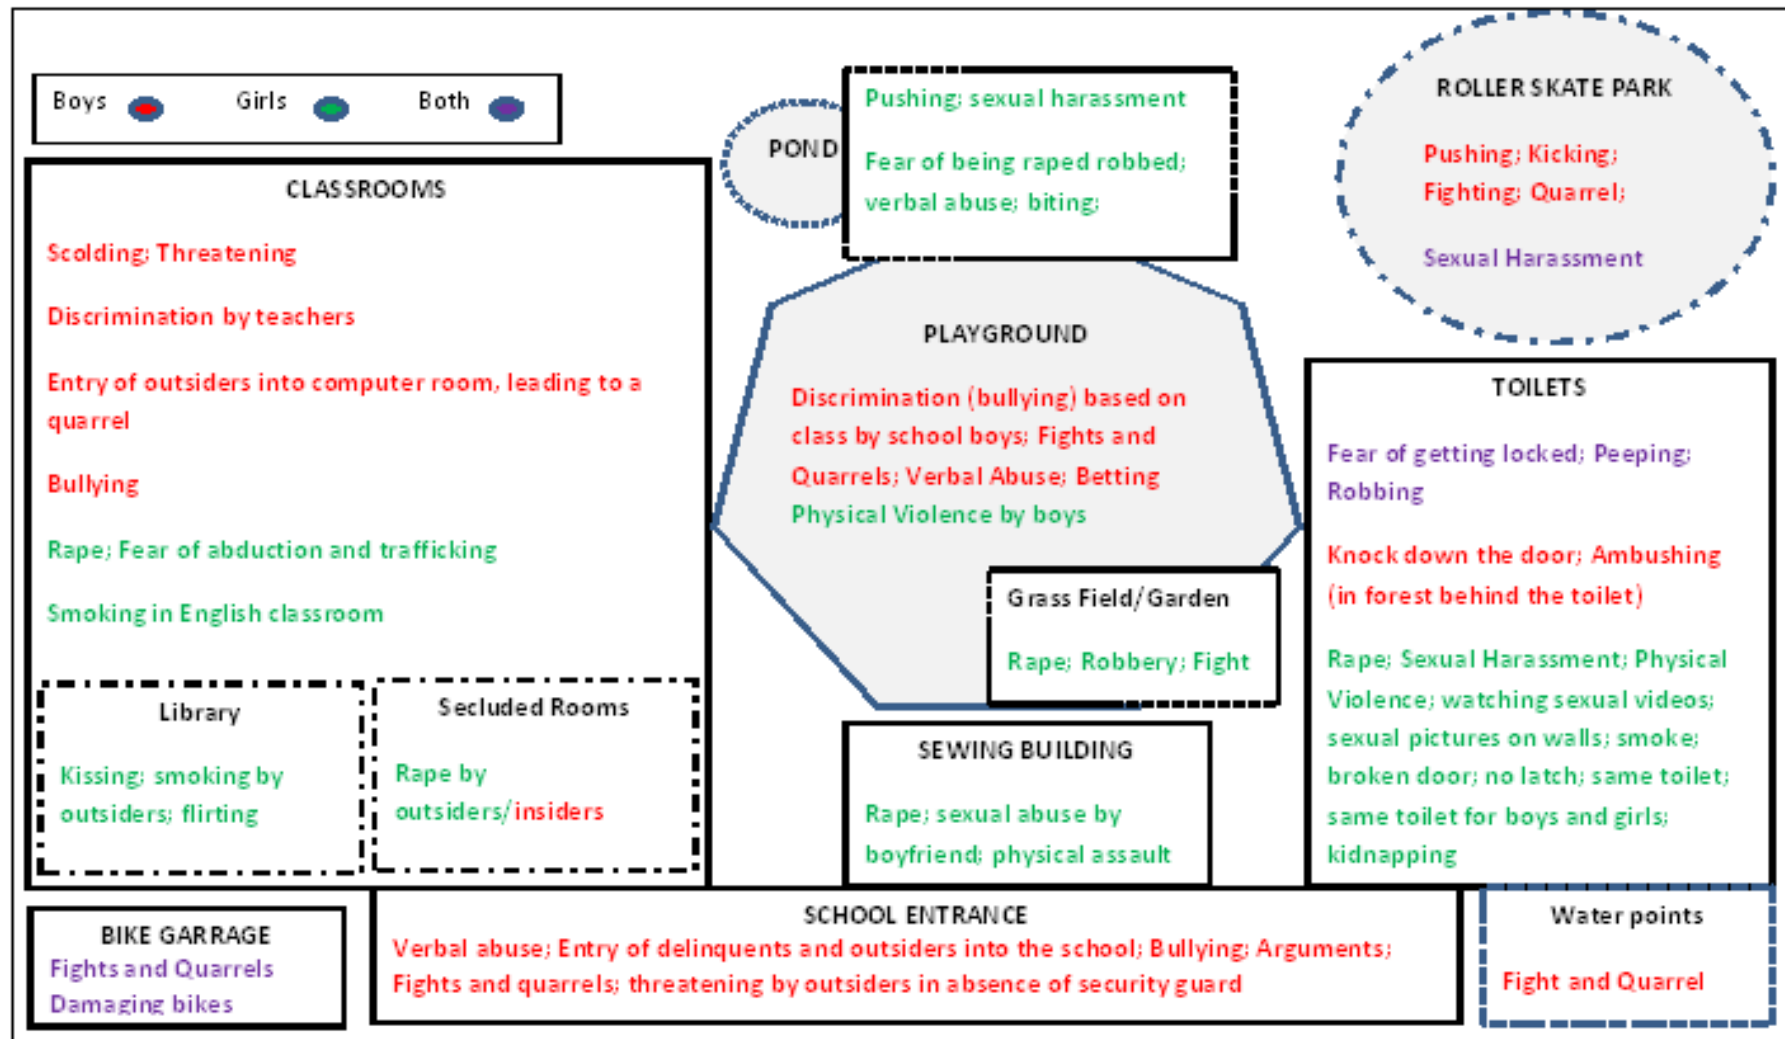 Boys Girls Both
CLASSROOMS
Scolding; Threatening
Discrimination by teachers
Entry of outsiders into computer room, leading to a
quarrel
Bullying
Rape; Fear of abduction and trafficking
Smoking in English classroom
Library
Kissing; smoking by
outsiders; flirting
Secluded Rooms
Rape by
outsiders/insiders
POND
Pushing; sexual harassment
Fear of being raped robbed;
verbal abuse; biting;
PLAYGROUND
Discrimination (bullying) based on
class by school boys; Fights and
Quarrels; Verbal Abuse; Betting
Physical Violence by boys
Grass Field/Garden
Rape; Robbery; Fight
SEWING BUILDING
Rape; sexual abuse by
boyfriend; physical assault
ROLLER SKATE PARK
Pushing; Kicking;
Fighting; Quarrel;
Sexual Harassment
TOILETS
Fear of getting locked; Peeping;
Robbing
Knock down the door; Ambushing
(in forest behind the toilet)
Rape; Sexual Harassment; Physical
Violence; watching sexual videos;
sexual pictures on walls; smoke;
broken door; no latch; same toilet;
same toilet for boys and girls;
kidnapping
BIKE GARRAGE
Fights and Quarrels
Damaging bikes
SCHOOL ENTRANCE
Verbal abuse; Entry of delinquents and outsiders into the school; Bullying; Arguments;
Fights and quarrels; threatening by outsiders in absence of security guard
Water points
Fight and Quarrel